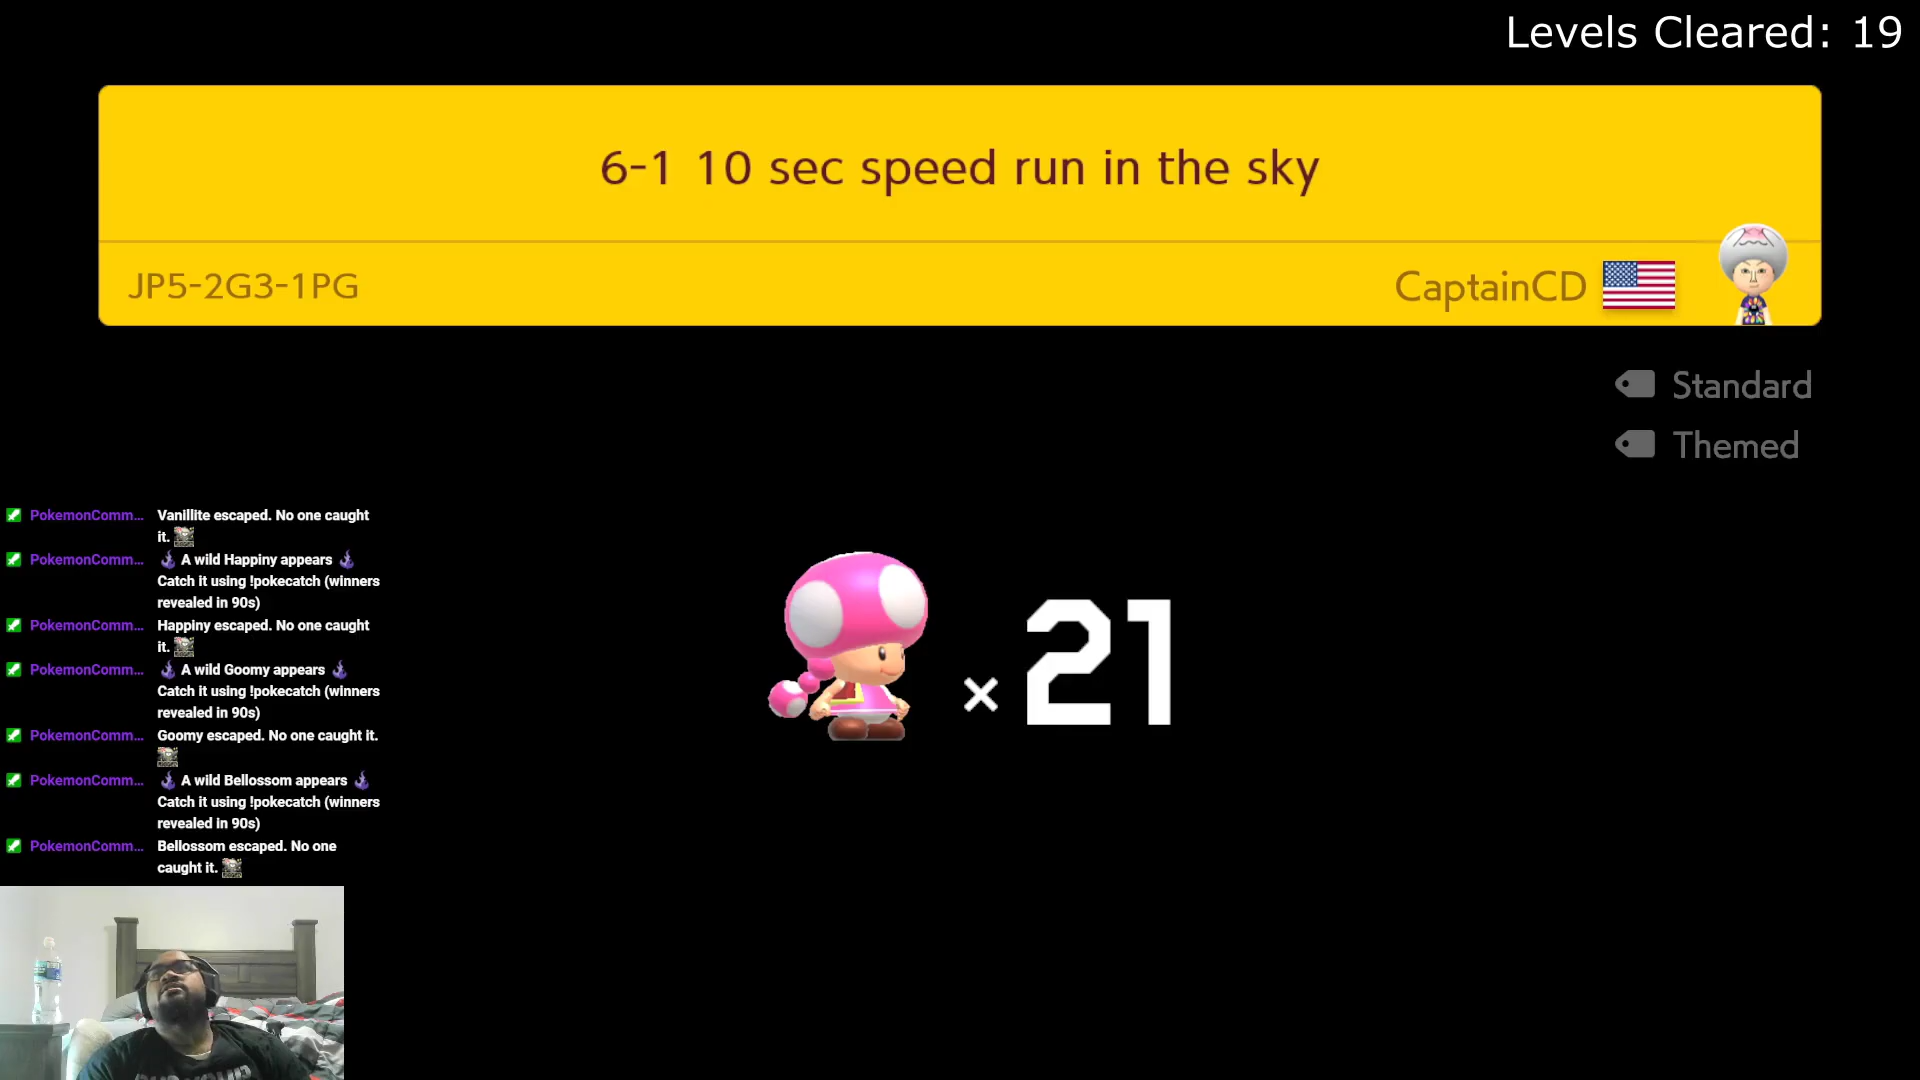 Levels Cleared: 19
6-1 10 sec speed run in the sky
JP5-2G3-1PG
CaptainCD
Standard
Themed
× 21
PokemonComm... Vanillite escaped. No one caught
it.
PokemonComm... A wild Happiny appears
Catch it using !pokecatch (winners
revealed in 90s)
PokemonComm... Happiny escaped. No one caught
it.
PokemonComm... A wild Goomy appears
Catch it using !pokecatch (winners
revealed in 90s)
PokemonComm... Goomy escaped. No one caught it.
PokemonComm... A wild Bellossom appears
Catch it using !pokecatch (winners
revealed in 90s)
PokemonComm... Bellossom escaped. No one
caught it.